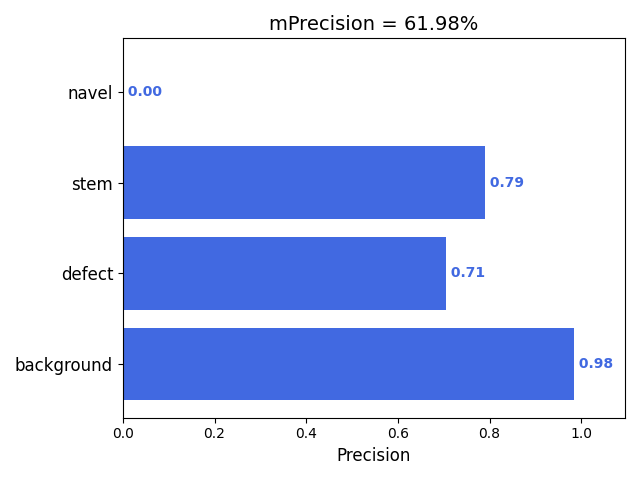 mPrecision = 61.98%
navel
0.00
stem
0.79
defect
0.71
background
0.98
0.0 0.2 0.4 0.6 0.8 1.0
Precision